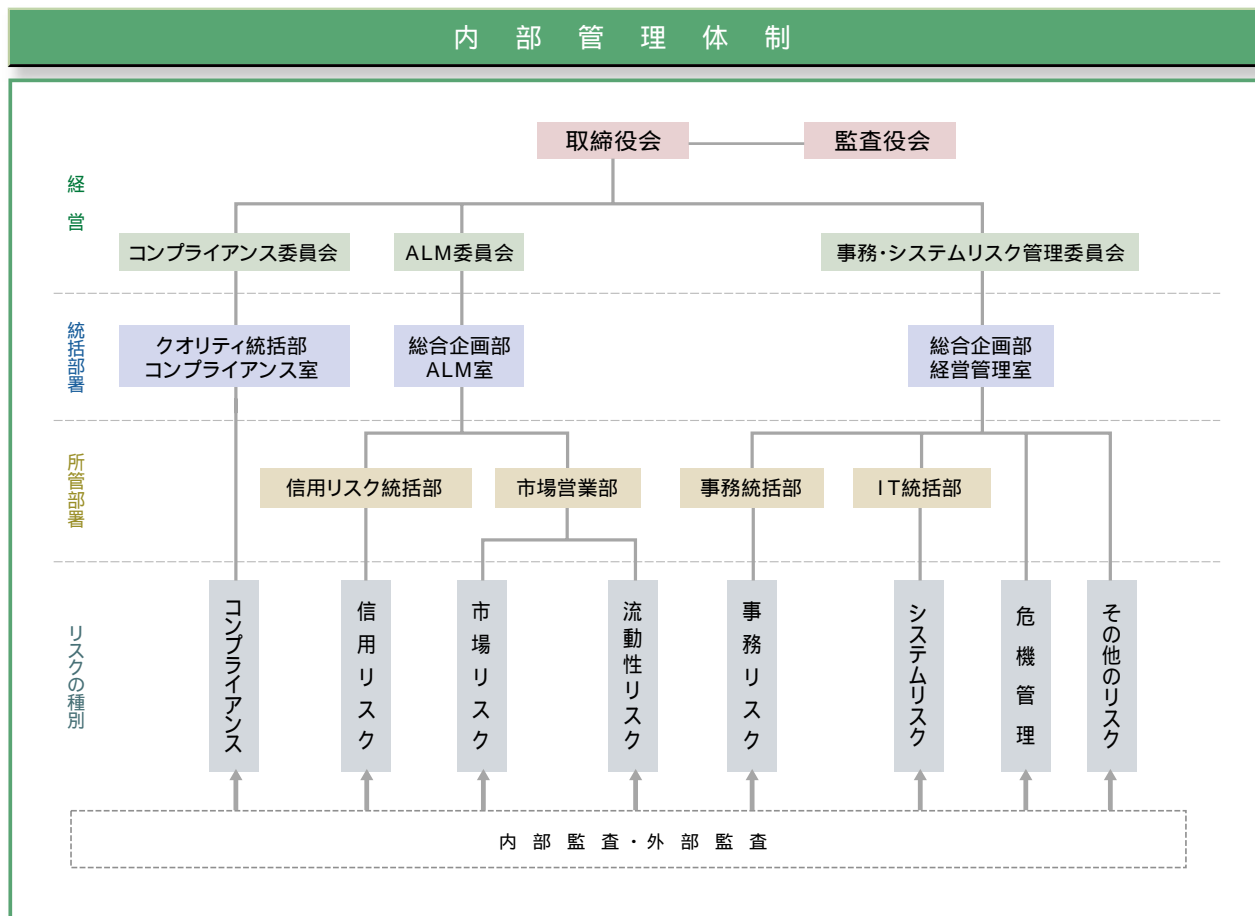 内部管理体制
取締役会
監査役会
経営
コンプライアンス委員会
ALM委員会
事務・システムリスク管理委員会
統括部署
クオリティ統括部
コンプライアンス室
総合企画部
ALM室
総合企画部
経営管理室
所管部署
信用リスク統括部
市場営業部
事務統括部
IT統括部
リスクの種別
コンプライアンス
信用リスク
市場リスク
流動性リスク
事務リスク
システムリスク
危機管理
その他のリスク
内部監査・外部監査